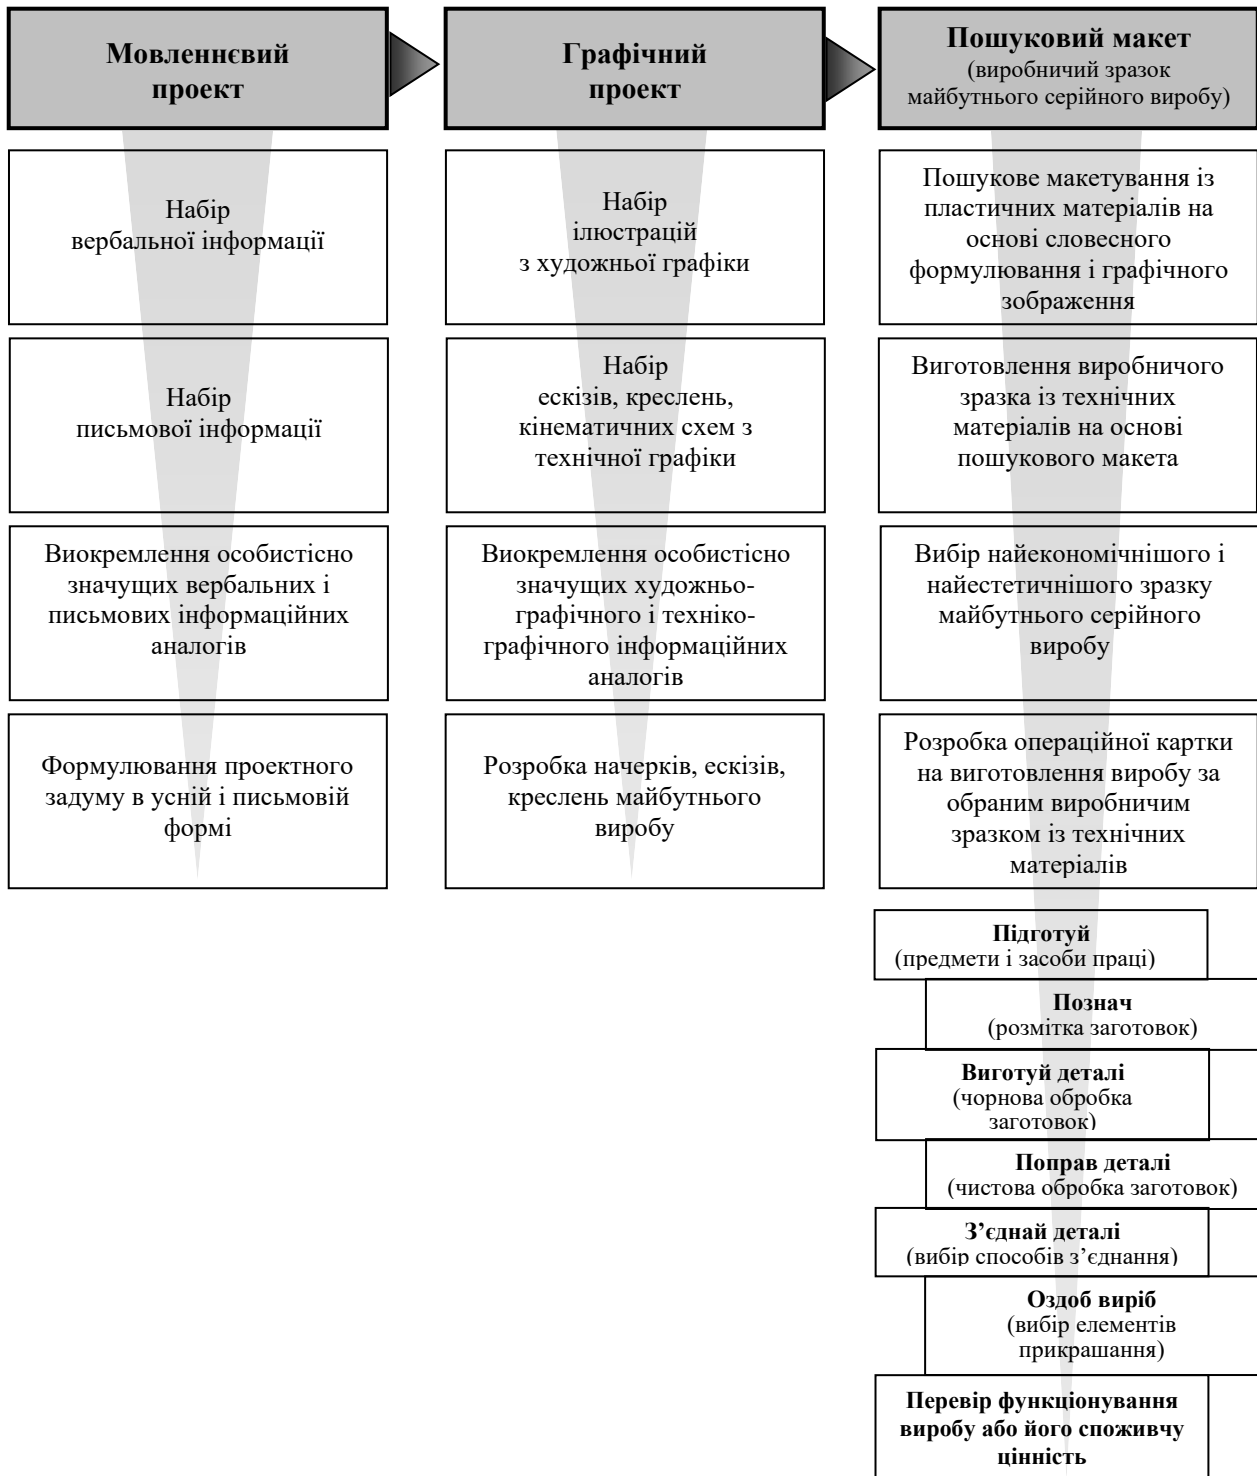 Мовленнєвий
проект
Графічний
проект
Пошуковий макет
(виробничий зразок
майбутнього серійного виробу)
Набір
вербальної інформації
Набір
ілюстрацій
з художньої графіки
Пошукове макетування із
пластичних матеріалів на
основі словесного
формулювання і графічного
зображення
Набір
письмової інформації
Набір
ескізів, креслень,
кінематичних схем з
технічної графіки
Виготовлення виробничого
зразка із технічних
матеріалів на основі
пошукового макета
Виокремлення особистісно
значущих вербальних і
письмових інформаційних
аналогів
Виокремлення особистісно
значущих художньо-
графічного і техніко-
графічного інформаційних
аналогів
Вибір найекономічнішого і
найестетичнішого зразку
майбутнього серійного
виробу
Формулювання проектного
задуму в усній і письмовій
формі
Розробка начерків, ескізів,
креслень майбутнього
виробу
Розробка операційної картки
на виготовлення виробу за
обраним виробничим
зразком із технічних
матеріалів
Підготуй
(предмети і засоби праці)
Познач
(розмітка заготовок)
Виготуй деталі
(чорнова обробка
заготовок)
Поправ деталі
(чистова обробка заготовок)
З’єднай деталі
(вибір способів з’єднання)
Оздоб виріб
(вибір елементів
прикрашання)
Перевір функціонування
виробу або його споживчу
цінність